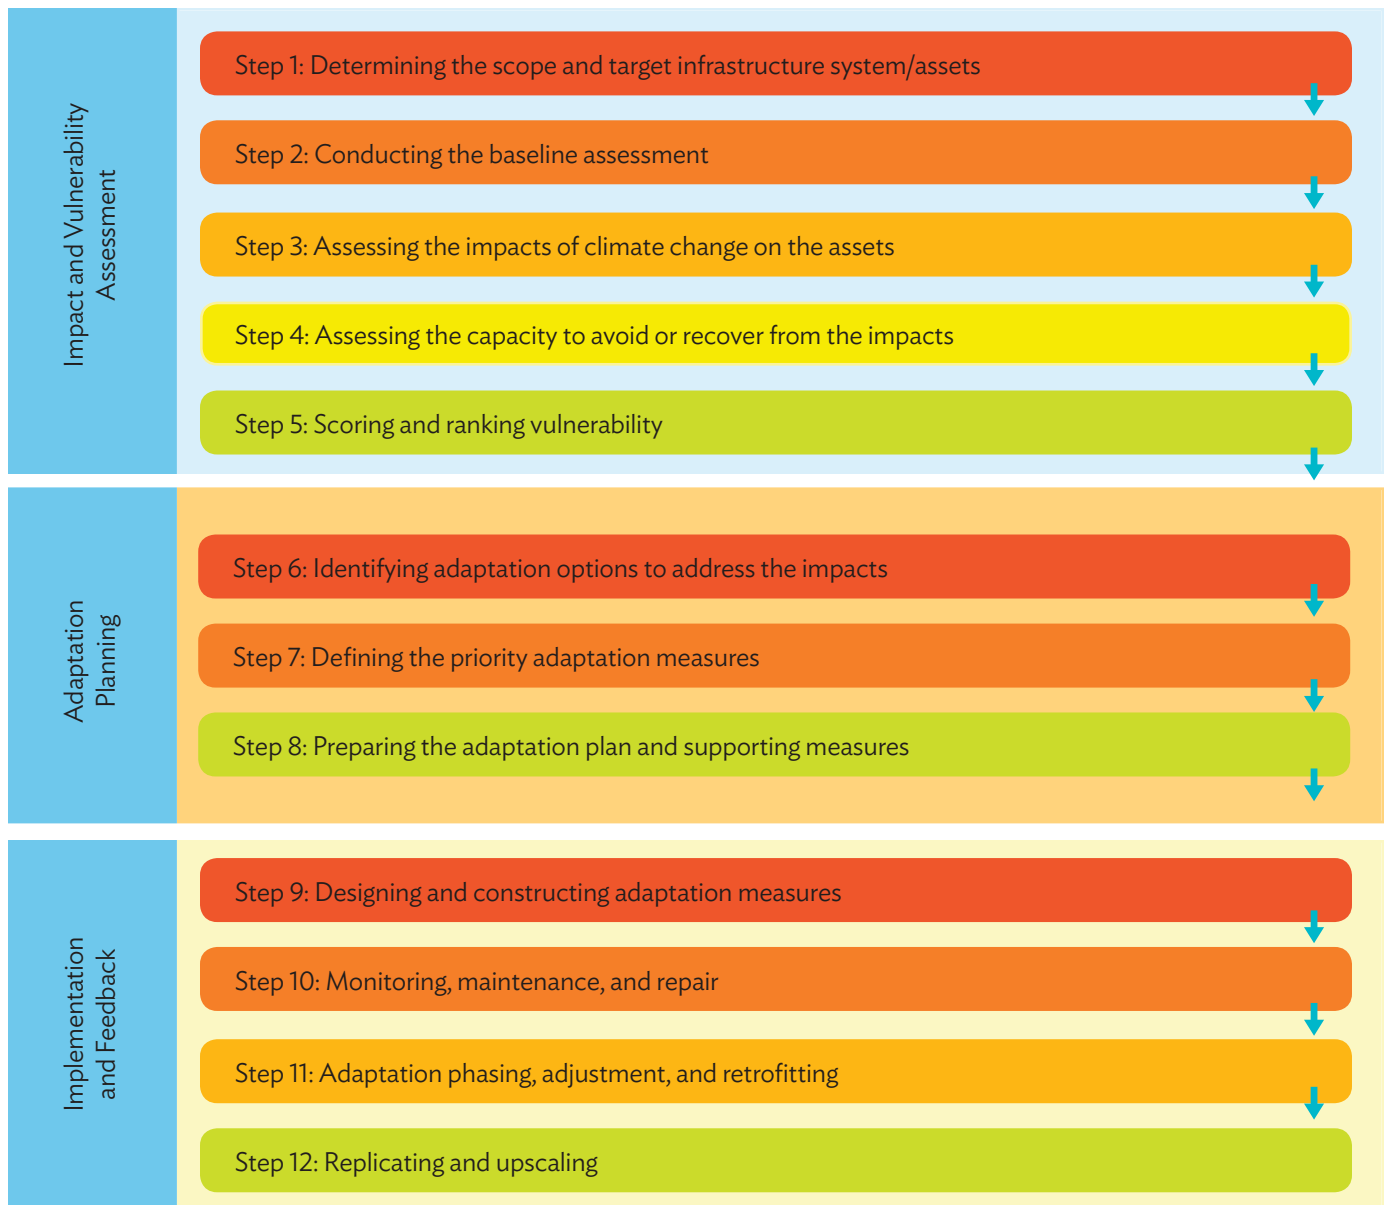 Impact and Vulnerability
Assessment
Step 1: Determining the scope and target infrastructure system/assets
Step 2: Conducting the baseline assessment
Step 3: Assessing the impacts of climate change on the assets
Step 4: Assessing the capacity to avoid or recover from the impacts
Step 5: Scoring and ranking vulnerability
Adaptation
Planning
Step 6: Identifying adaptation options to address the impacts
Step 7: Defining the priority adaptation measures
Step 8: Preparing the adaptation plan and supporting measures
Implementation
and Feedback
Step 9: Designing and constructing adaptation measures
Step 10: Monitoring, maintenance, and repair
Step 11: Adaptation phasing, adjustment, and retrofitting
Step 12: Replicating and upscaling